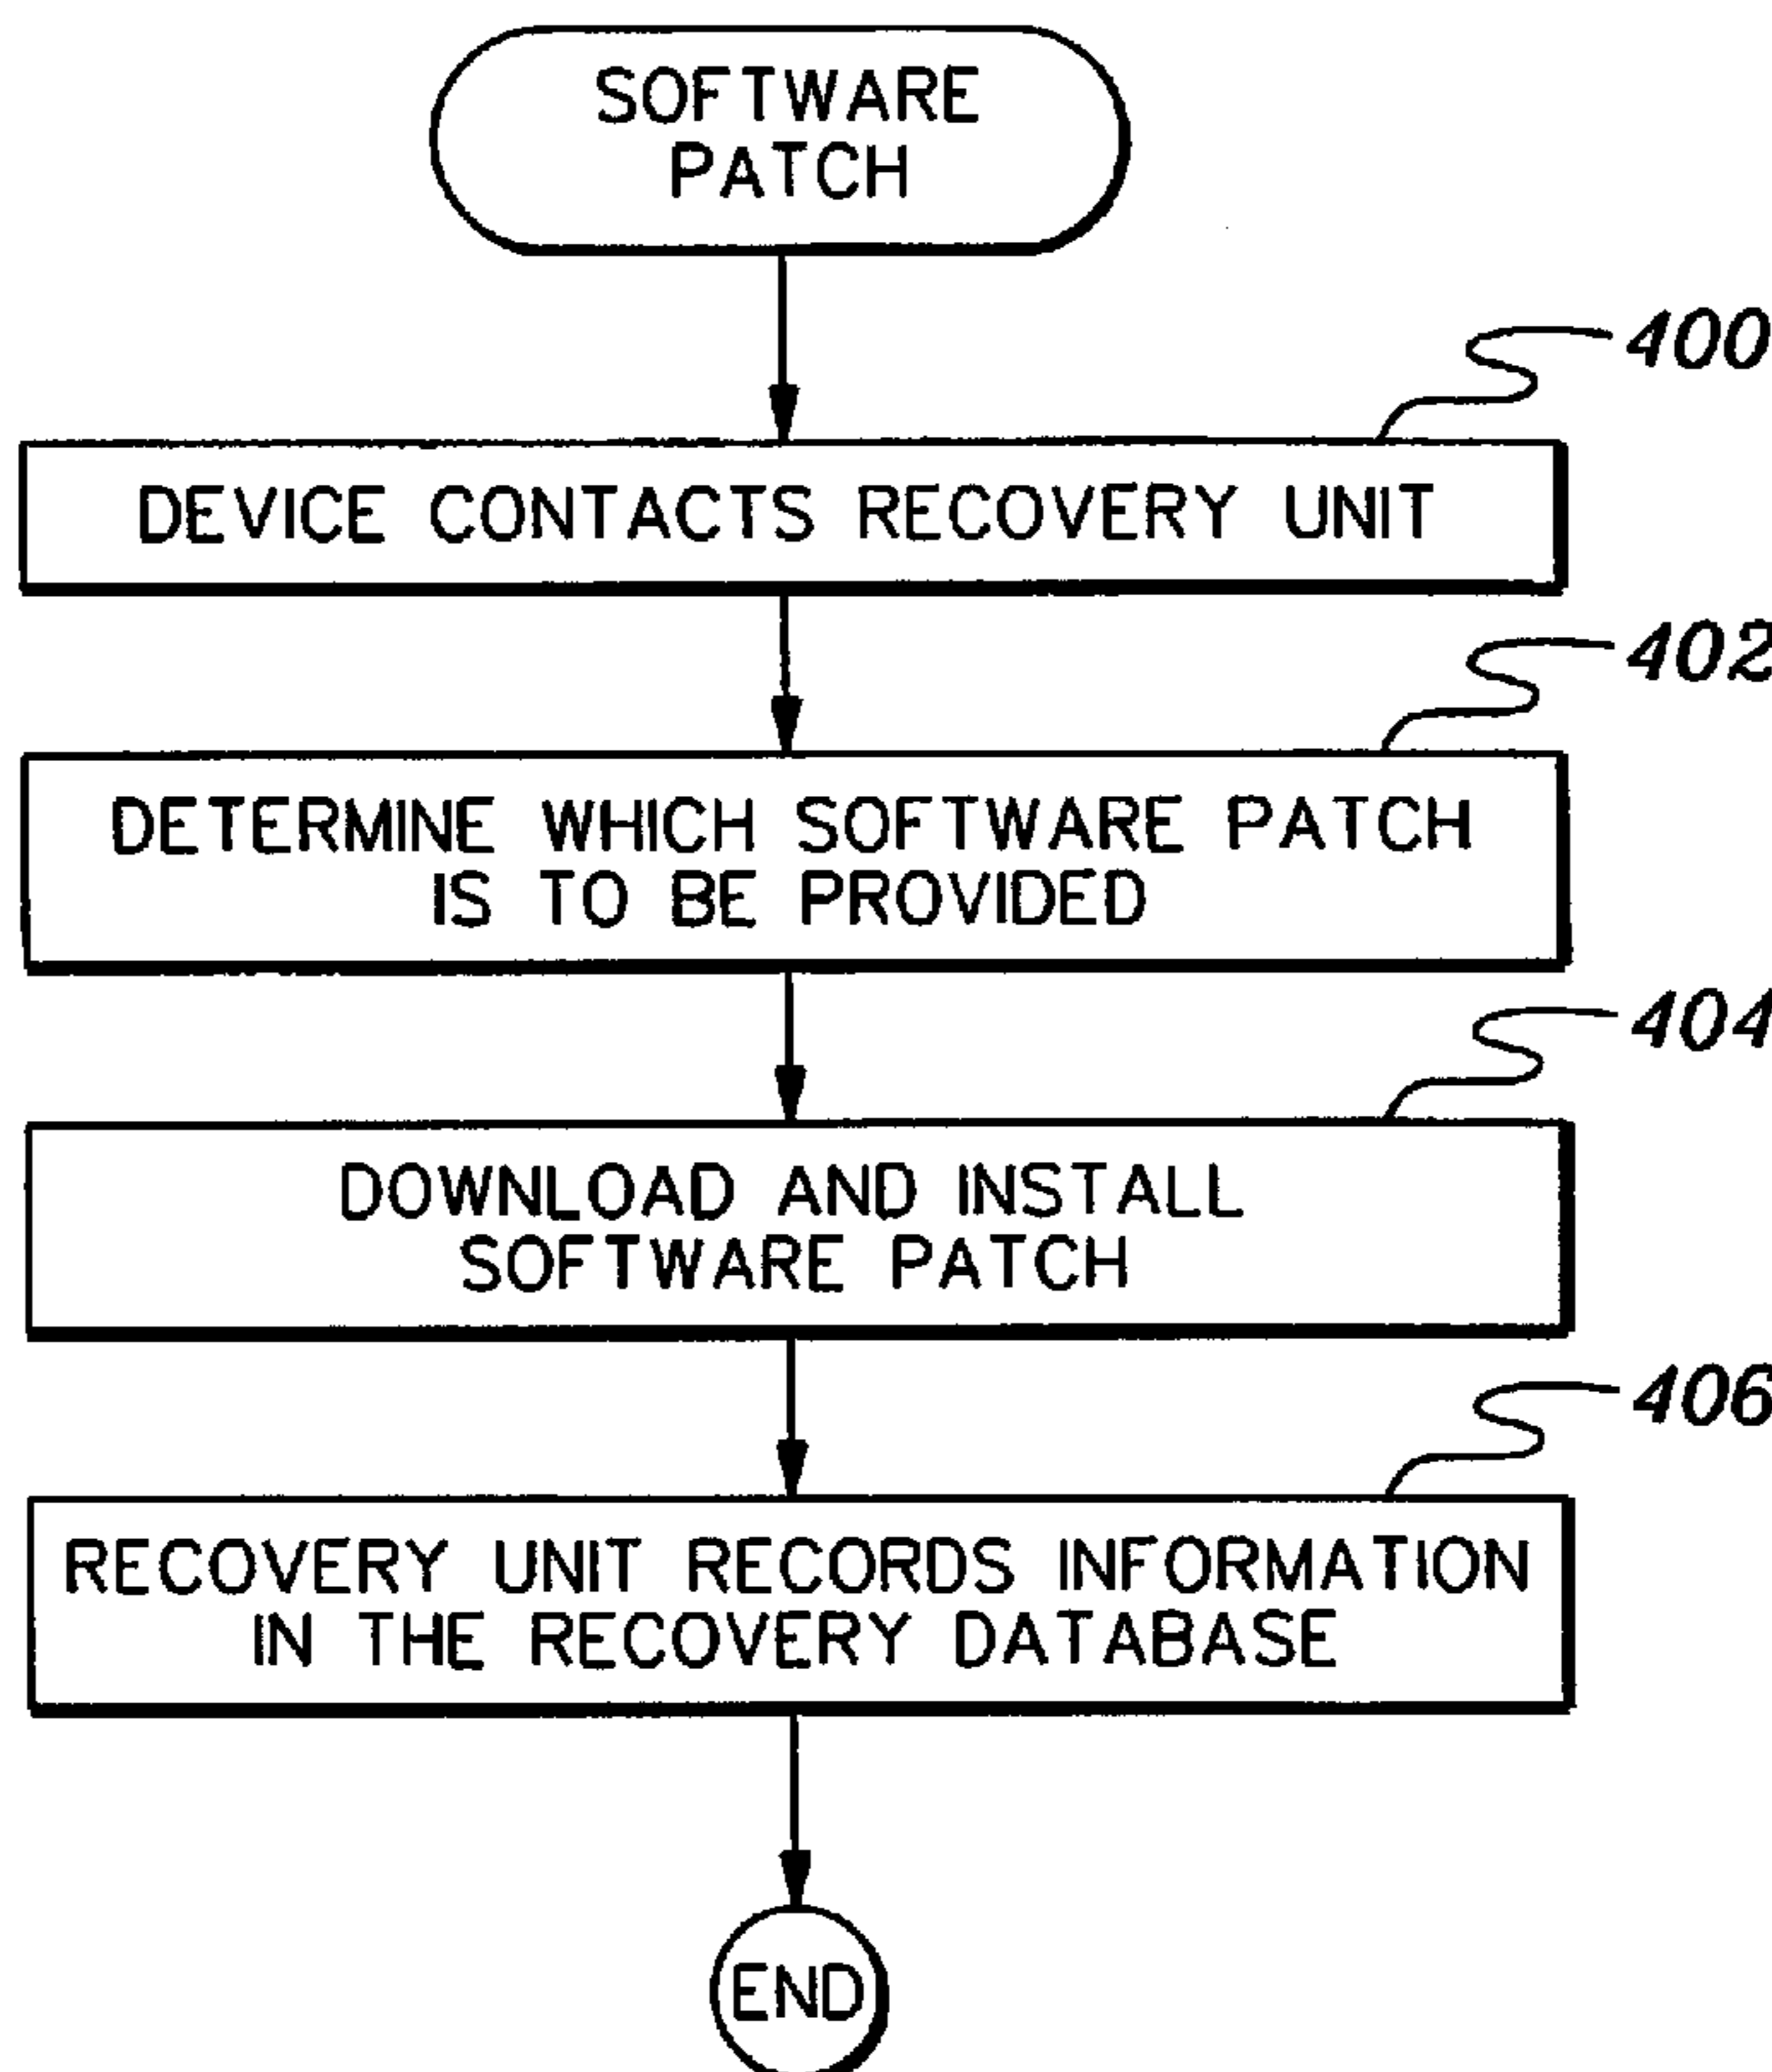 SOFTWARE
PATCH
400
DEVICE CONTACTS RECOVERY UNIT
402
DETERMINE WHICH SOFTWARE PATCH
IS TO BE PROVIDED
404
DOWNLOAD AND INSTALL
SOFTWARE PATCH
406
RECOVERY UNIT RECORDS INFORMATION
IN THE RECOVERY DATABASE
END